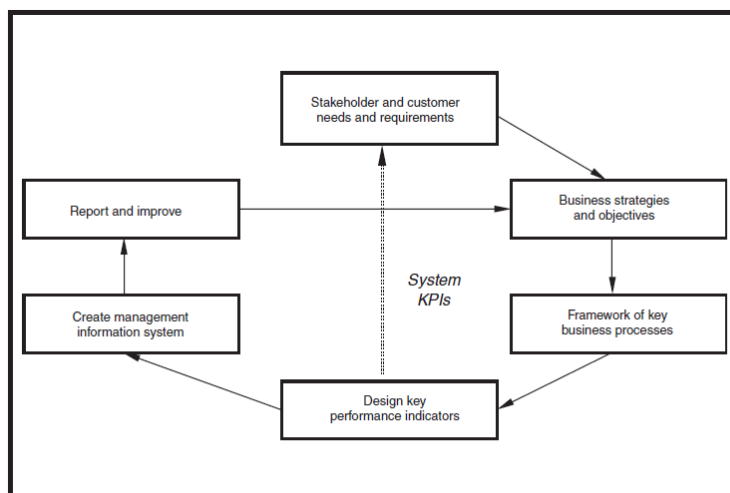 Stakeholder and customer
needs and requirements
Report and improve
Business strategies
and objectives
System
KPIs
Create management
information system
Framework of key
business processes
Design key
performance indicators